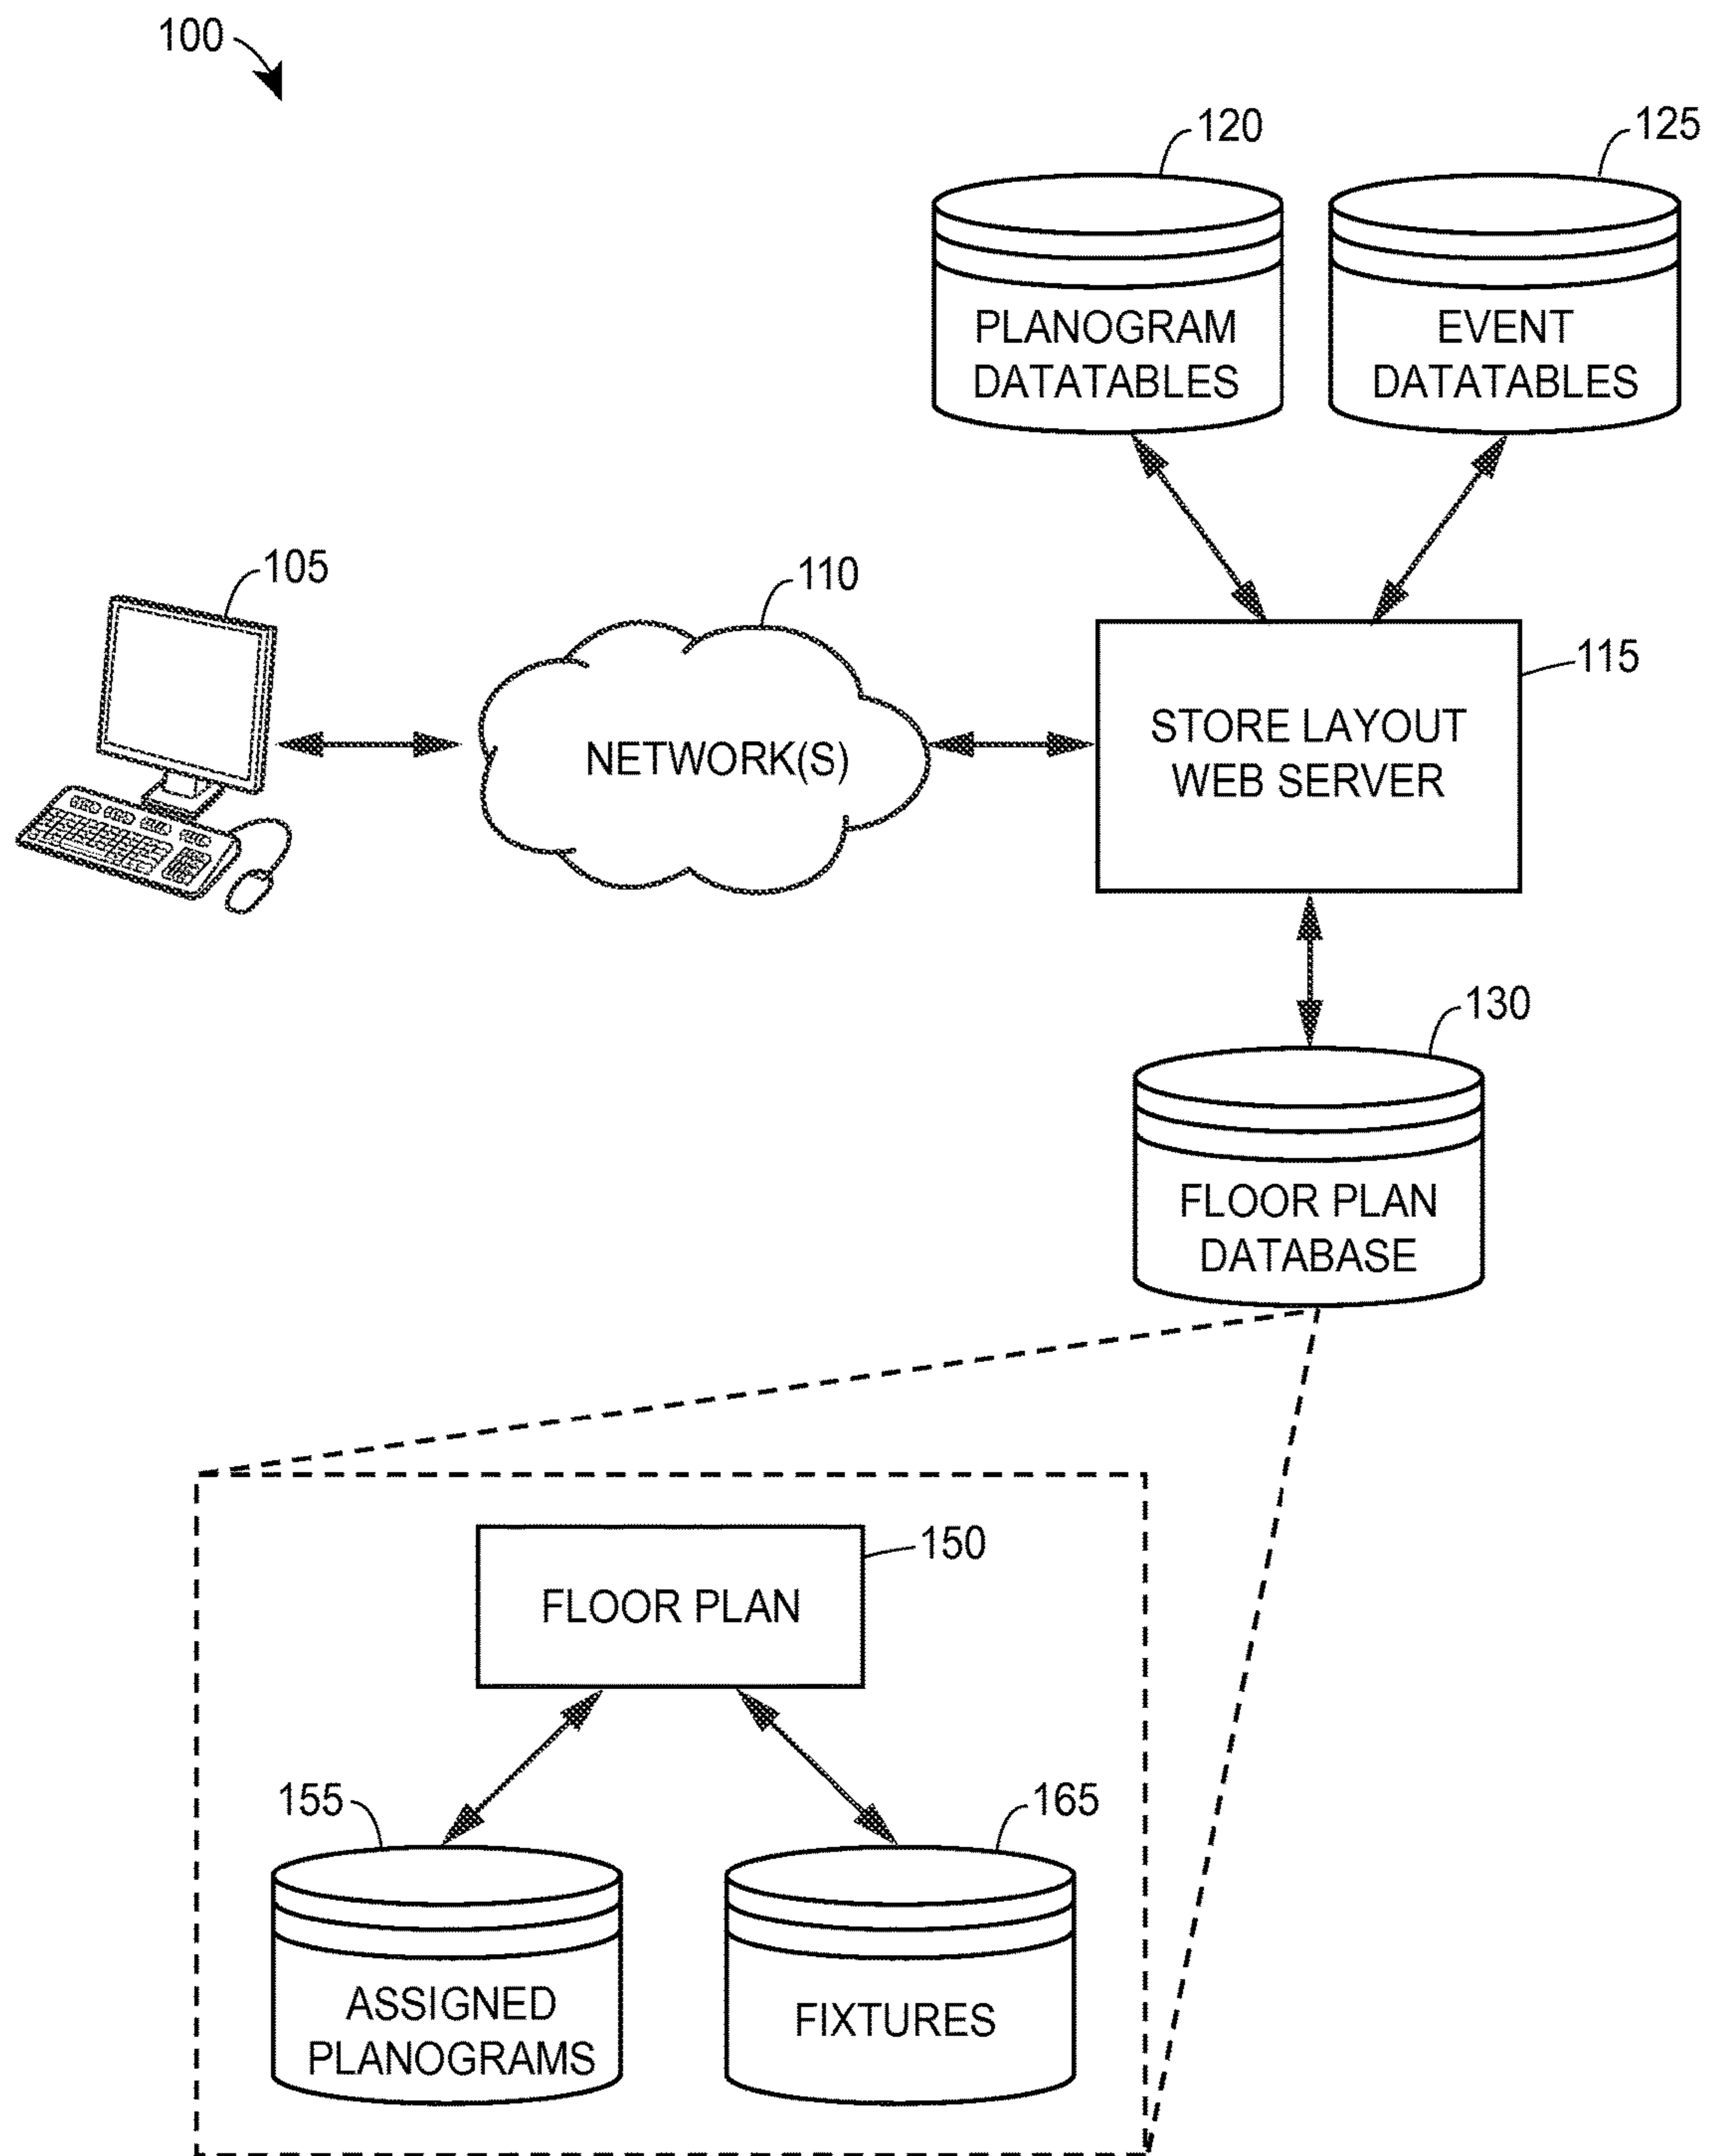 100
120
125
PLANOGRAM
DATATABLES
EVENT
DATATABLES
105
110
115
NETWORK(S)
STORE LAYOUT
WEB SERVER
130
FLOOR PLAN
DATABASE
150
FLOOR PLAN
155
165
ASSIGNED
PLANOGRAMS
FIXTURES